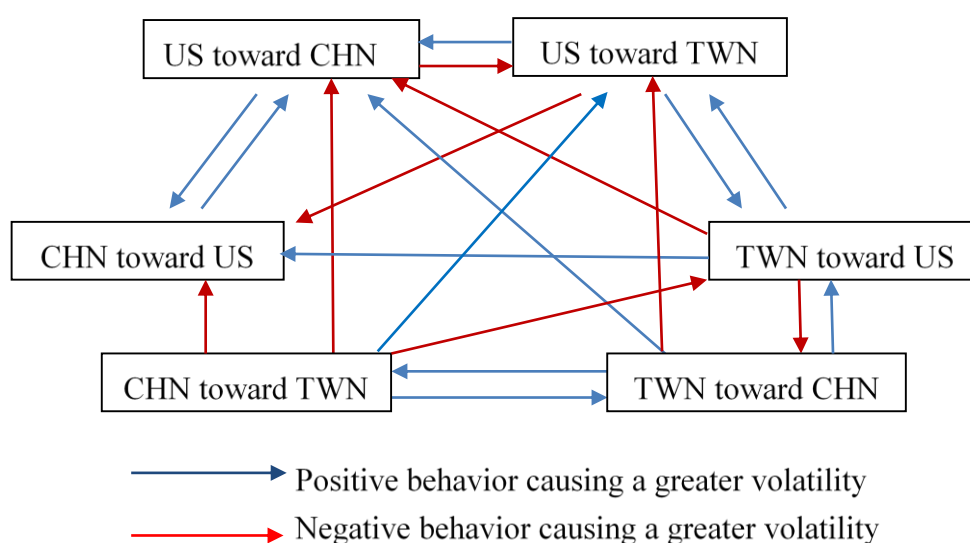 US toward CHN
US toward TWN
CHN toward US
TWN toward US
CHN toward TWN
TWN toward CHN
Positive behavior causing a greater volatility
Negative behavior causing a greater volatility